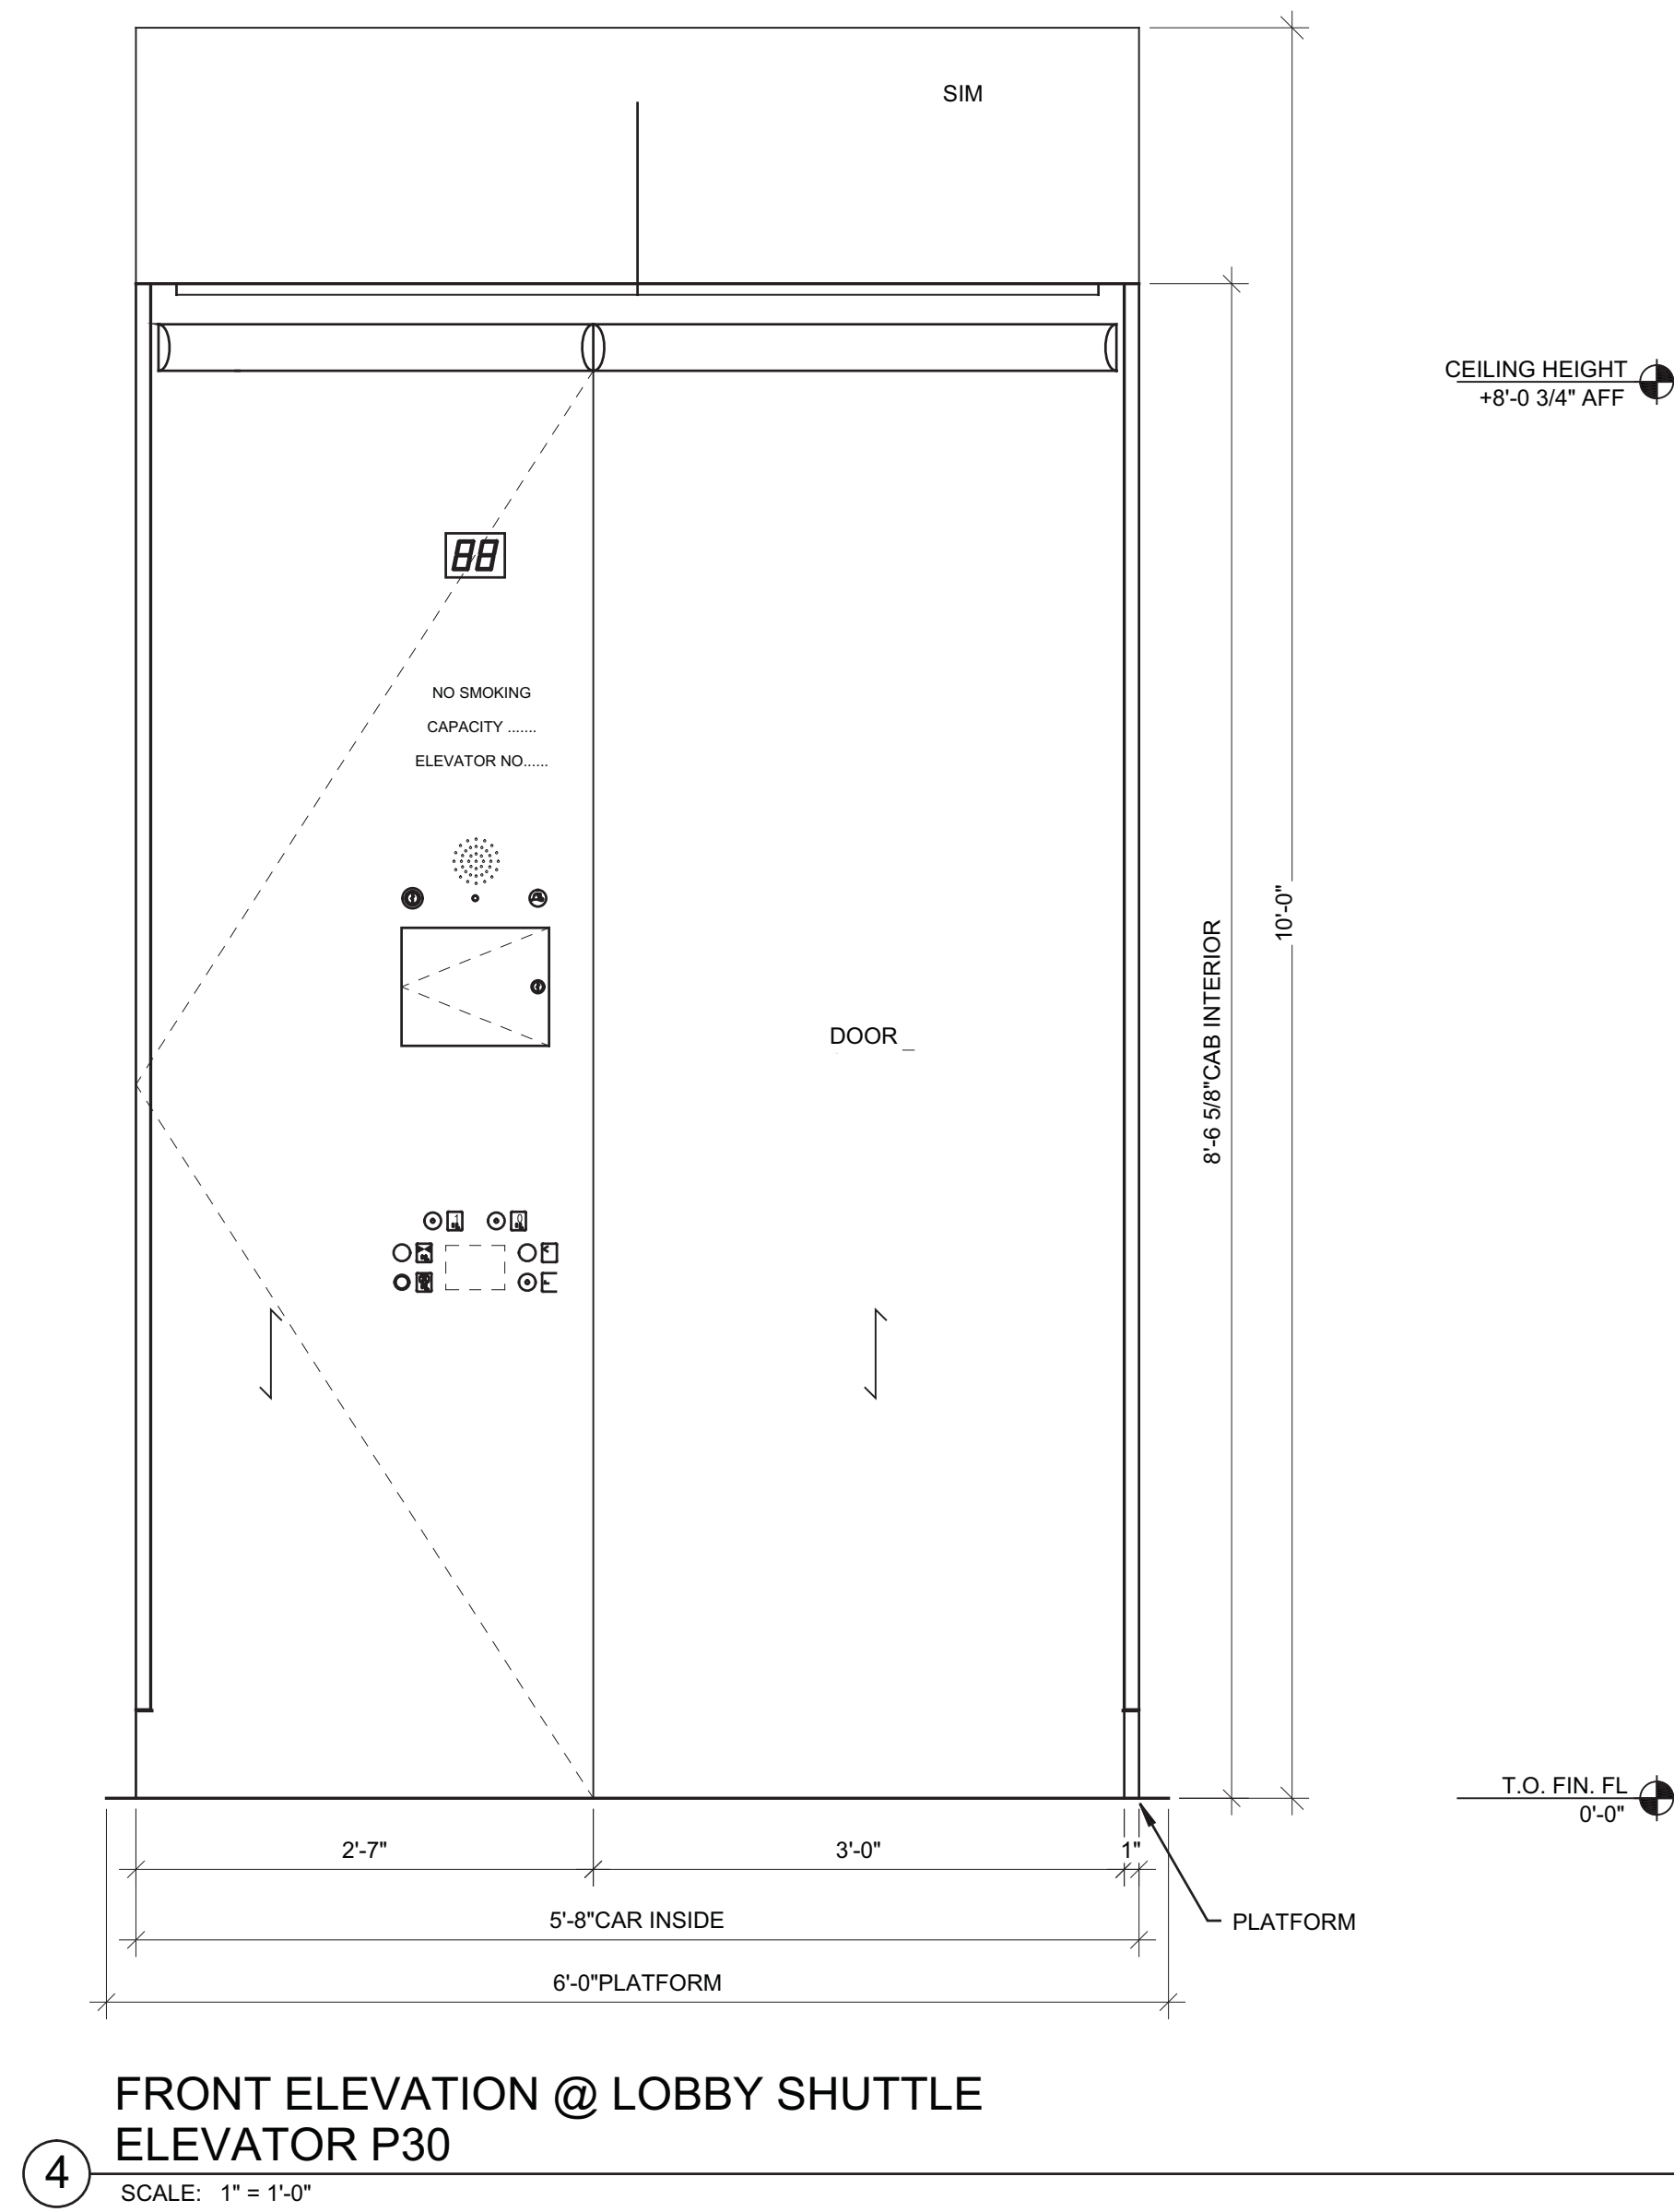 SIM
CEILING HEIGHT
+8'-0 3/4" AFF
88
NO SMOKING
CAPACITY .......
ELEVATOR NO......
10'-0"
8'-6 5/8"CAB INTERIOR
DOOR
1
0
T.O. FIN. FL
0'-0"
2'-7"
3'-0"
1"
5'-8"CAR INSIDE
PLATFORM
6'-0"PLATFORM
FRONT ELEVATION @ LOBBY SHUTTLE
ELEVATOR P30
4
SCALE: 1" = 1'-0"